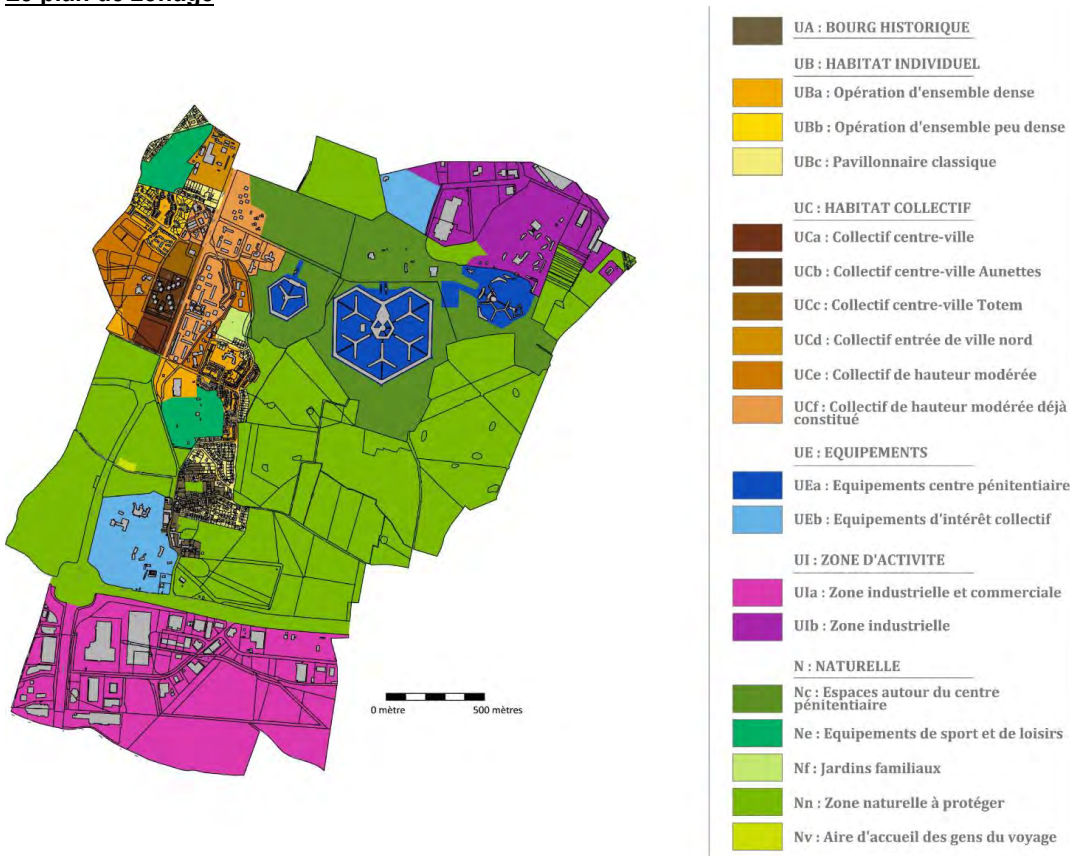 Le plan de zonage
UA : BOURG HISTORIQUE
UB : HABITAT INDIVIDUEL
UBa : Opération d'ensemble dense
UBb : Opération d'ensemble peu dense
UBc : Pavillonnaire classique
UC : HABITAT COLLECTIF
UCa : Collectif centre-ville
UCb : Collectif centre-ville Aunettes
UCc : Collectif centre-ville Totem
UCd : Collectif entrée de ville nord
UCe : Collectif de hauteur modérée
UCf : Collectif de hauteur modérée déjà
constitué
UE : EQUIPEMENTS
UEa : Equipements centre pénitentiaire
UEb : Equipements d'intérêt collectif
UI : ZONE D'ACTIVITE
UIa : Zone industrielle et commerciale
UIb : Zone industrielle
N : NATURELLE
Nc : Espaces autour du centre
pénitentiaire
Ne : Equipements de sport et de loisirs
Nf : Jardins familiaux
Nn : Zone naturelle à protéger
Nv : Aire d'accueil des gens du voyage
0 mètre 500 mètres